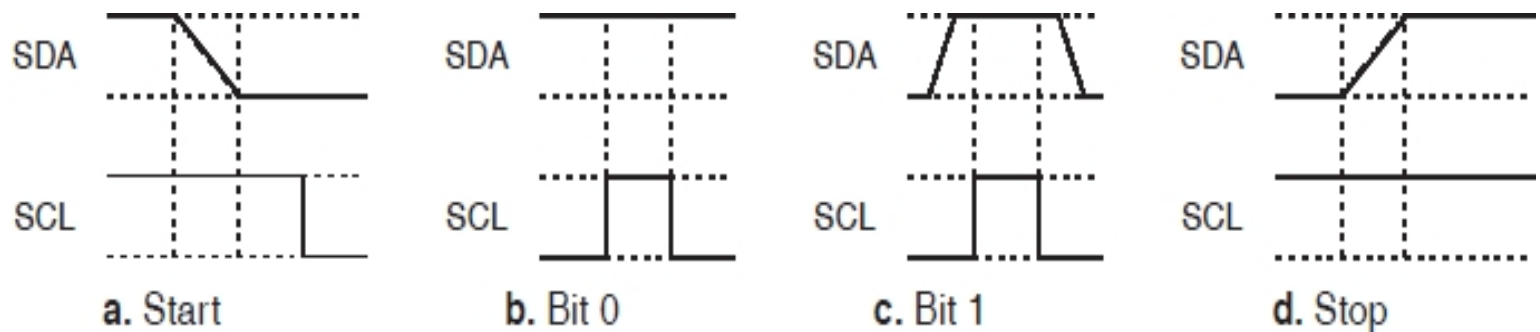 SDA SDA SDA SDA
SCL SCL SCL SCL
a. Start b. Bit 0 c. Bit 1 d. Stop